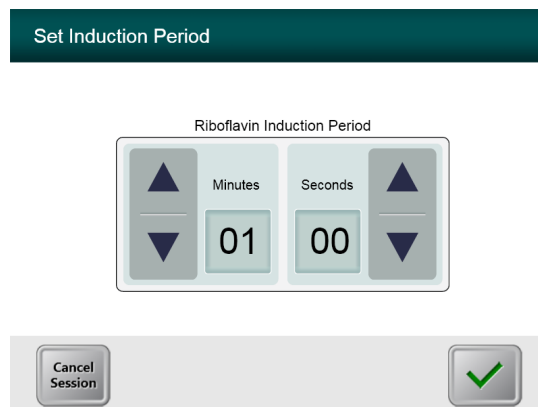 Set Induction Period
Riboflavin Induction Period
Minutes Seconds
01 00
Cancel
Session